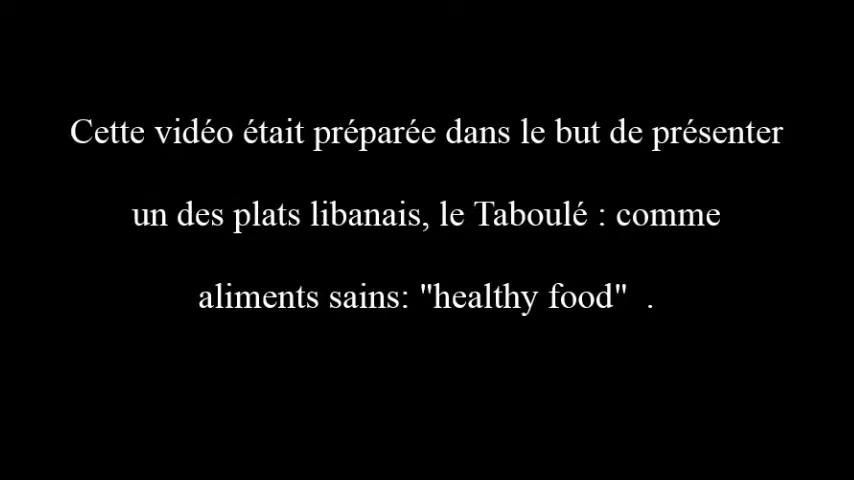 Cette vidéo était préparée dans le but de présenter
un des plats libanais, le Taboulé : comme
aliments sains: "healthy food"  .